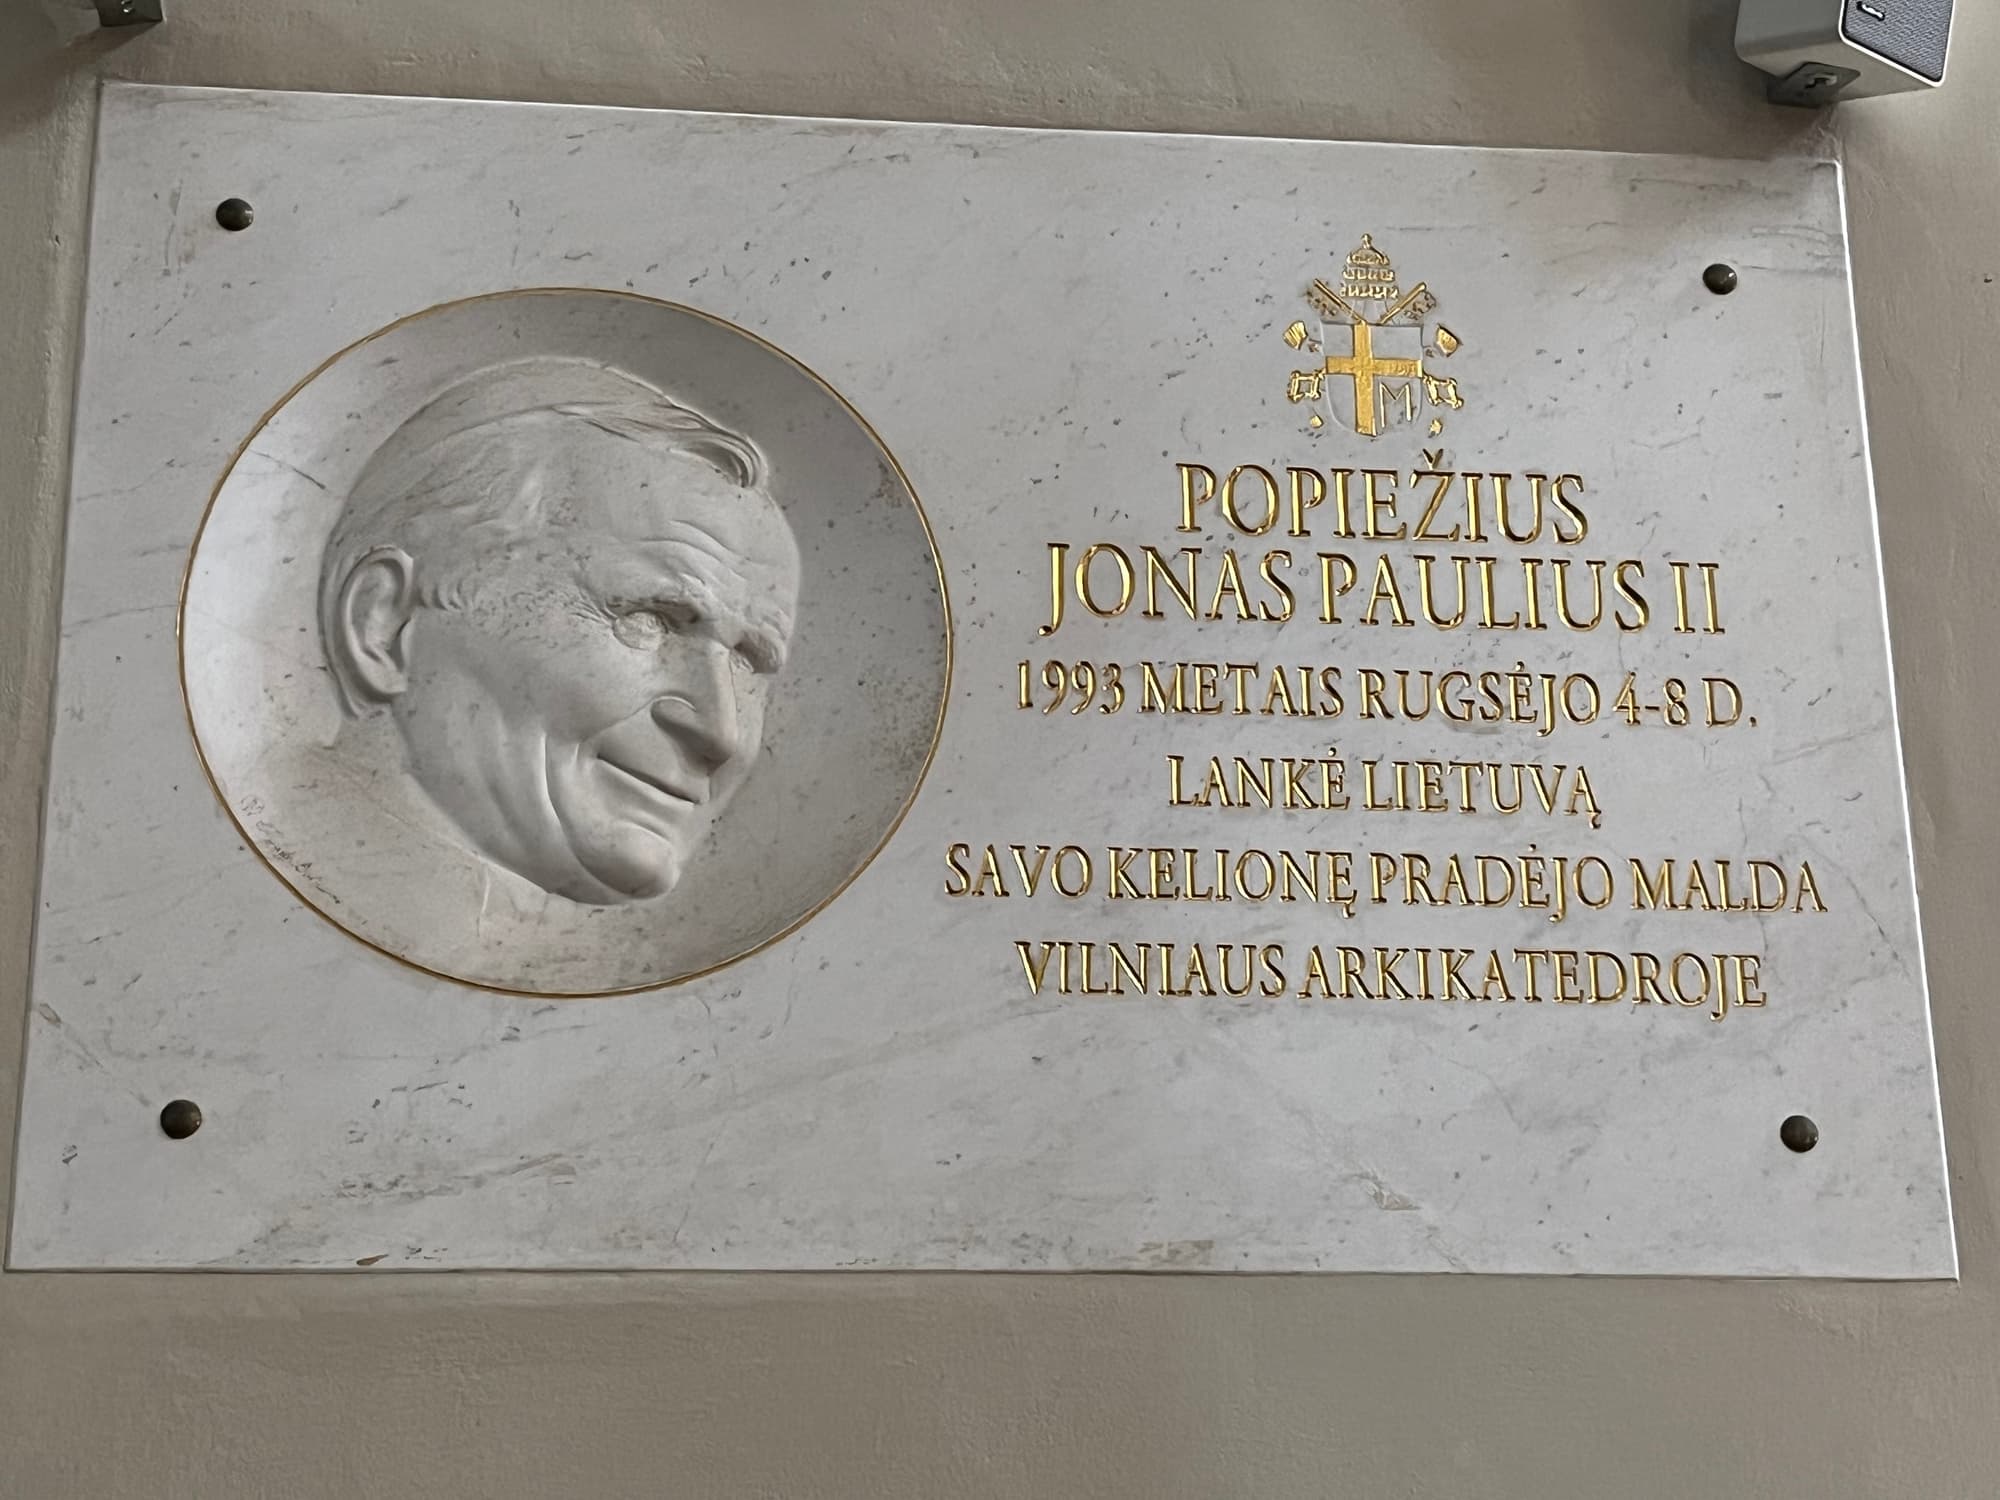 POPIEŽIUS
JONAS PAULIUS II
1993 METAIS RUGSĖJO 4-8 D.
LANKĖ LIETUVĄ
SAVO KELIONĘ PRADĖJO MALDA
VILNIAUS ARKIKATEDROJE
M